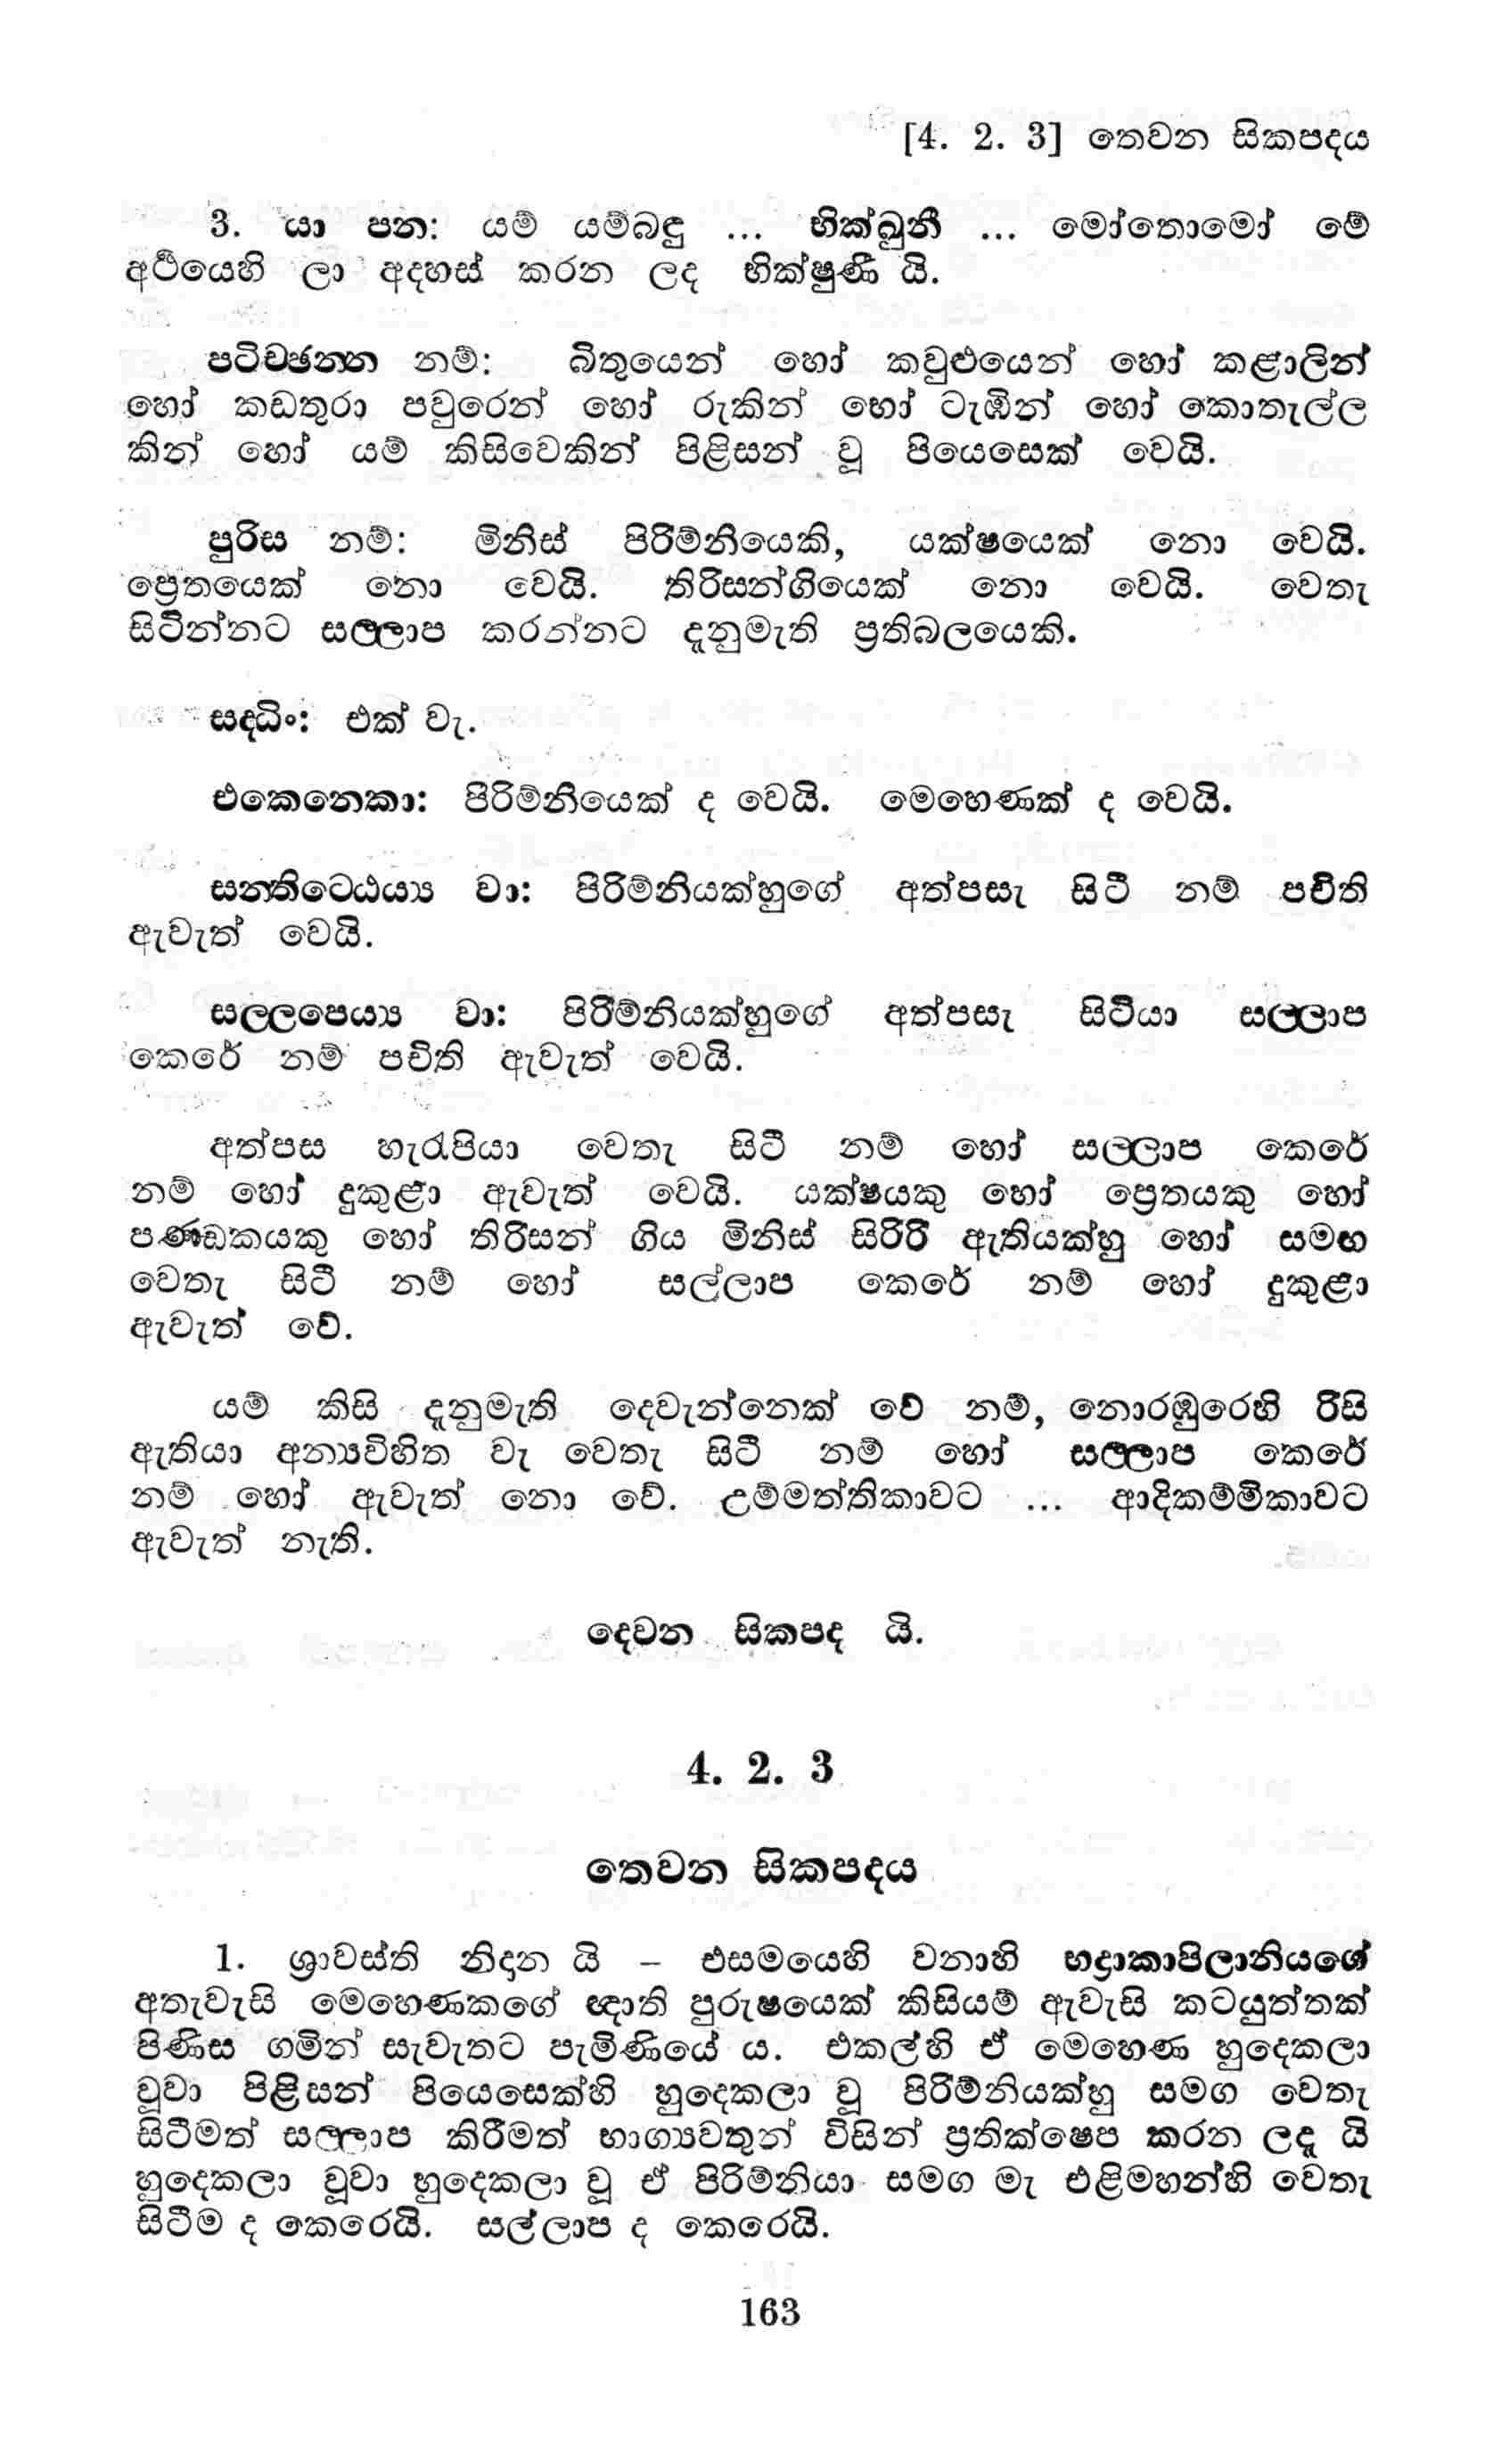 [4. 2. 3] තෙවන සිකපදය
3. යා පන: යම් යම්බඳු ... භික්ඛුනී ... මෝතොමෝ මේ
අර්‍ථයෙහි ලා අදහස් කරන ලද භික්ෂුණී යි.
පටිච්ඡන්න නම්: බිතුයෙන් හෝ කවුළුයෙන් හෝ කළාලින්
හෝ කඩතුරා පවුරෙන් හෝ රුකින් හෝ ටැඹින් හෝ කොතැල්ල
කින් හෝ යම් කිසිවෙකින් පිළිසන් වූ පියෙසෙක් වෙයි.
පුරිස නම්: මිනිස් පිරිම්නියෙකි, යක්ෂයෙක් නො වෙයි.
ප්‍රෙතයෙක් නො වෙයි. තිරිසන්ගියෙක් නො වෙයි. වෙතැ
සිටින්නට සල්ලාප කරන්නට දැනුමැති ප්‍රතිබලයෙකි.
සද්ධිං: එක් වැ.
එකෙනෙකා: පිරිම්නියෙක් ද වෙයි. මෙහෙණක් ද වෙයි.
සන්තිට්ඨෙය්‍ය වා: පිරිම්නියක්හුගේ අත්පසැ සිටී නම් පචිති
ඇවැත් වෙයි.
සල්ලපෙය්‍ය වා: පිරිම්නියක්හුගේ අත්පසැ සිටියා සල්ලාප
කෙරේ නම් පචිති ඇවැත් වෙයි.
අත්පස හැරැපියා වෙතැ සිටී නම් හෝ සල්ලාප කෙරේ
නම් හෝ දුකුළා ඇවැත් වෙයි. යක්ෂයකු හෝ ප්‍රෙතයකු හෝ
පණ්ඩකයකු හෝ තිරිසන් ගිය මිනිස් සිරිරි ඇතියක්හු හෝ සමඟ
වෙතැ සිටී නම් හෝ සල්ලාප කෙරේ නම් හෝ දුකුළා
ඇවැත් වේ.
යම් කිසි දැනුමැති දෙවැන්නෙක් වේ නම්, නොරඹුරෙහි රිසි
ඇතියා අන්‍යවිහිත වැ වෙතැ සිටී නම් හෝ සල්ලාප කෙරේ
නම් හෝ ඇවැත් නො වේ. උම්මත්තිකාවට ... ආදිකම්මිකාවට
ඇවැත් නැති.
දෙවන සිකපද යි.
4. 2. 3
තෙවන සිකපදය
1. ශ්‍රාවස්ති නිදාන යි – එසමයෙහි වනාහි භද්‍රාකාපිලානියගේ
අතැවැසි මෙහෙණකගේ ඥාති පුරුෂයෙක් කිසියම් ඇවැසි කටයුත්තක්
පිණිස ගමින් සැවැතට පැමිණියේ ය. එකල්හි ඒ මෙහෙණ හුදෙකලා
වූවා පිළිසන් පියෙසෙක්හි හුදෙකලා වූ පිරිම්නියක්හු සමග වෙතැ
සිටීමත් සල්ලාප කිරීමත් භාග්‍යවතුන් විසින් ප්‍රතික්ෂෙප කරන ලදැ යි
හුදෙකලා වූවා හුදෙකලා වූ ඒ පිරිම්නියා සමග මැ එළිමහන්හි වෙතැ
සිටීම ද කෙරෙයි. සල්ලාප ද කෙරෙයි.
163